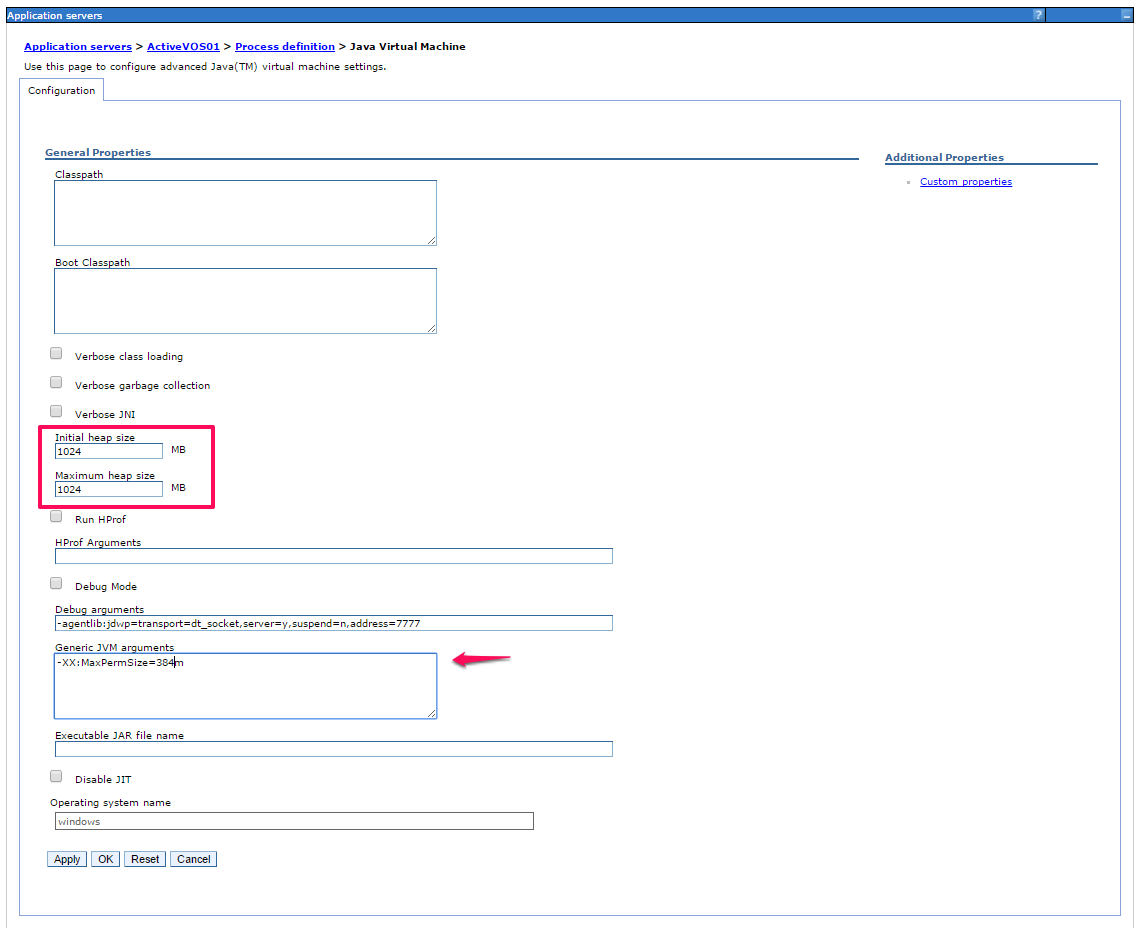 Application servers
?
Application servers > ActiveVOS01 > Process definition > Java Virtual Machine
Use this page to configure advanced Java(TM) virtual machine settings.
Configuration
General Properties
Additional Properties
Custom properties
Classpath
Boot Classpath
Verbose class loading
Verbose garbage collection
Verbose JNI
Initial heap size
1024 MB
Maximum heap size
1024 MB
Run HProf
HProf Arguments
Debug Mode
Debug arguments
-agentlib:jdwp=transport=dt_socket,server=y,suspend=n,address=7777
Generic JVM arguments
-XX:MaxPermSize=384m
Executable JAR file name
Disable JIT
Operating system name
windows
Apply OK Reset Cancel